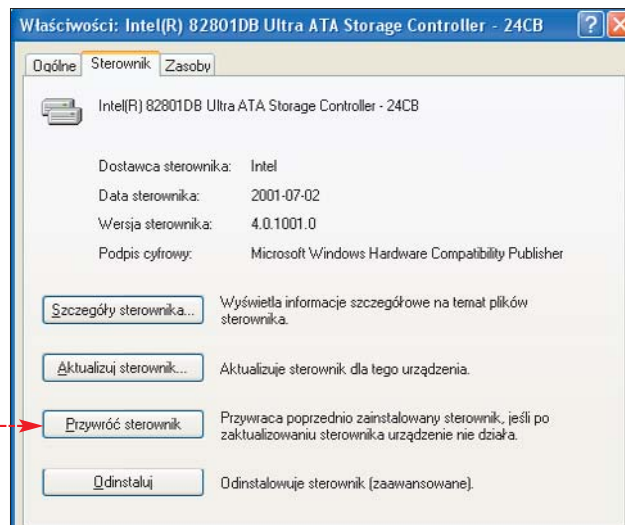 Właściwości: Intel(R) 82801DB Ultra ATA Storage Controller - 24CB
Ogólne Sterownik Zasoby
Intel(R) 82801DB Ultra ATA Storage Controller - 24CB
Dostawca sterownika: Intel
Data sterownika: 2001-07-02
Wersja sterownika: 4.0.1001.0
Podpis cyfrowy: Microsoft Windows Hardware Compatibility Publisher
Szczegóły sterownika... Wyświetla informacje szczegółowe na temat plików
sterownika.
Aktualizuj sterownik... Aktualizuje sterownik dla tego urządzenia.
Przywróć sterownik Przywraca poprzednio zainstalowany sterownik, jeśli po
zaktualizowaniu sterownika urządzenie nie działa.
Odinstaluj Odinstalowuje sterownik (zaawansowane).